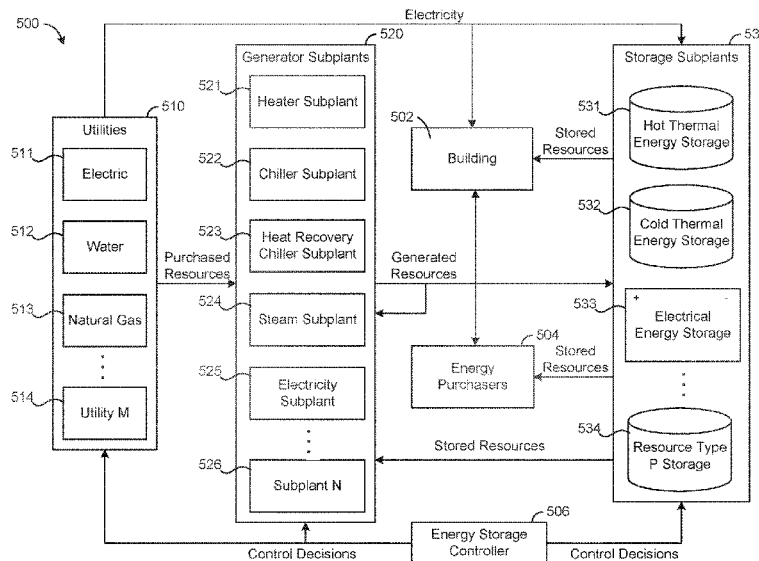 Electricity
500
520
53
Generator Subplants
Storage Subplants
510
521
Heater Subplant
531
Hot Thermal
Energy Storage
Utilities
502
Building
Stored
Resources
511
Electric
522
Chiller Subplant
532
Cold Thermal
Energy Storage
512
Water
523
Heat Recovery
Chiller Subplant
Purchased
Resources
Generated
Resources
513
Natural Gas
524
Steam Subplant
533
+
-
Electrical
Energy Storage
504
Energy
Purchasers
Stored
Resources
514
Utility M
525
Electricity
Subplant
Stored Resources
534
Resource Type
P Storage
526
Subplant N
506
Energy Storage
Controller
Control Decisions
Control Decisions